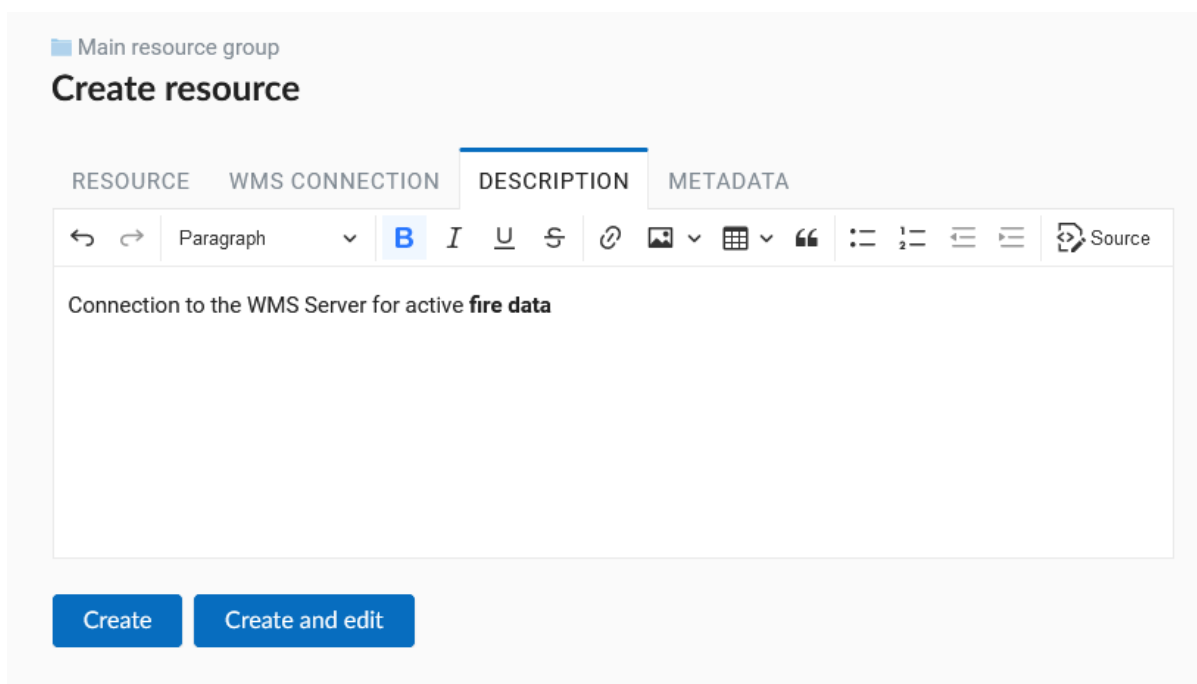 Main resource group
Create resource
RESOURCE WMS CONNECTION DESCRIPTION METADATA
Paragraph B I U S Source
Connection to the WMS Server for active fire data
Create Create and edit